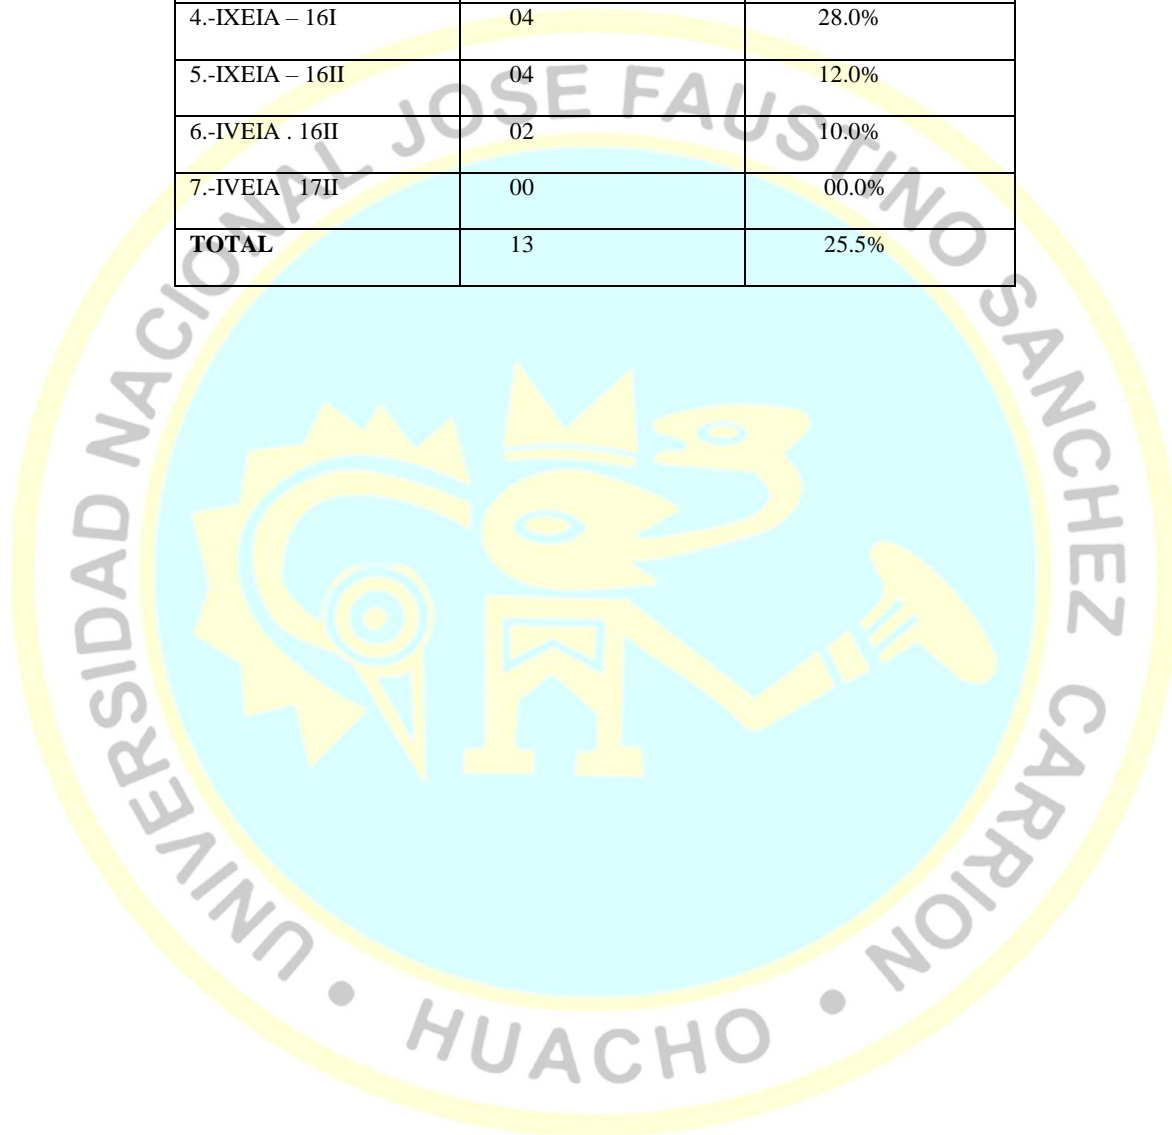 4.-IXEIA – 16I 04 28.0%
5.-IXEIA – 16II 04 12.0%
6.-IVEIA . 16II 02 10.0%
7.-IVEIA 17II 00 00.0%
TOTAL 13 25.5%
UNIVERSIDAD NACIONAL JOSE FAUSTINO SANCHEZ CARRION • HUACHO •